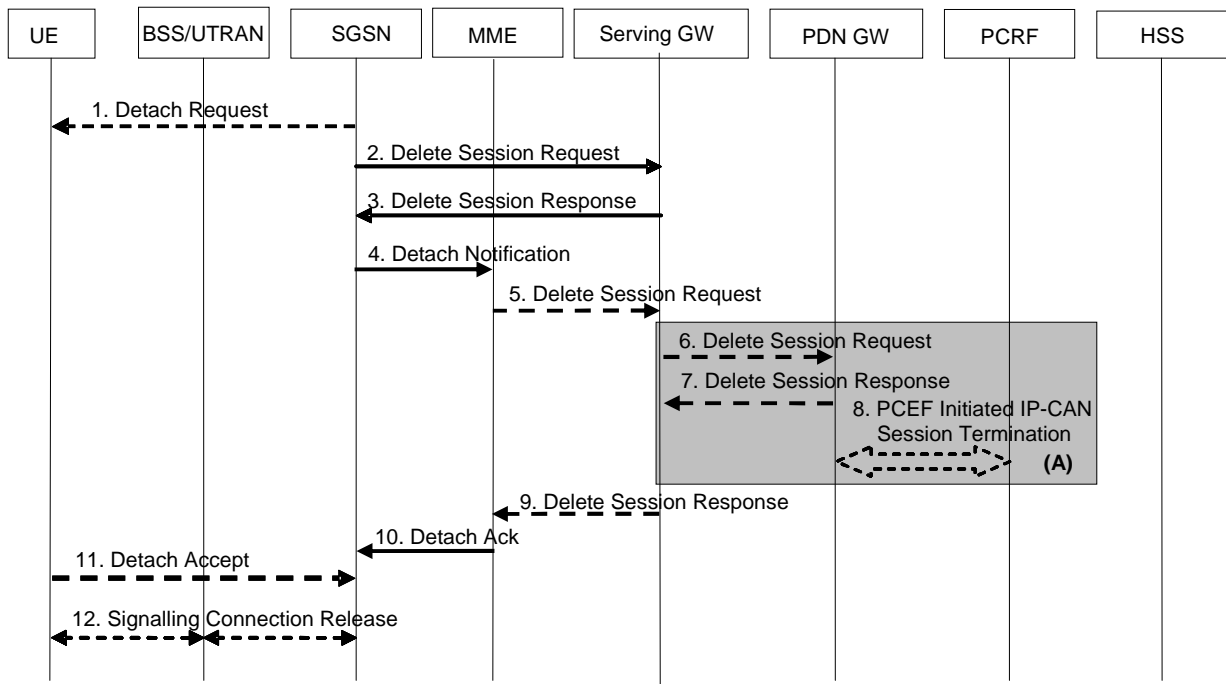 UE
BSS/UTRAN
SGSN
MME
Serving GW
PDN GW
PCRF
HSS
1. Detach Request
2. Delete Session Request
3. Delete Session Response
4. Detach Notification
5. Delete Session Request
6. Delete Session Request
7. Delete Session Response
8. PCEF Initiated IP-CAN
Session Termination
(A)
9. Delete Session Response
10. Detach Ack
11. Detach Accept
12. Signalling Connection Release